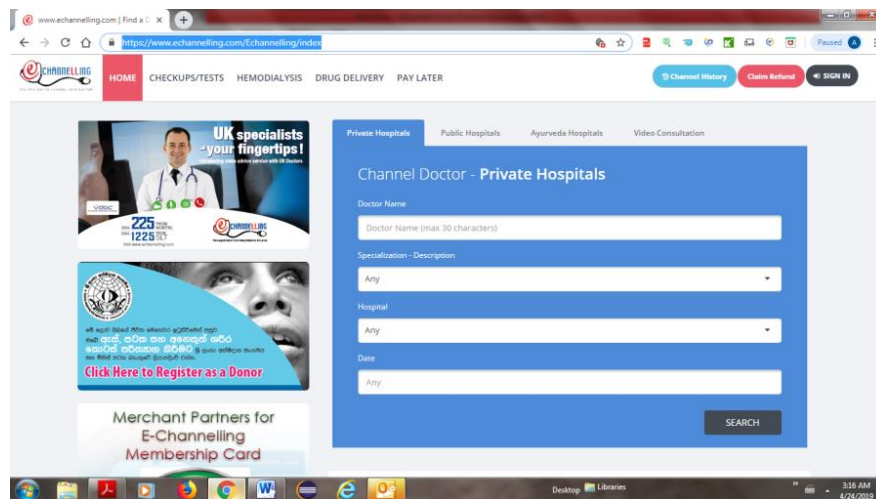 www.echannelling.com | Find a D
https://www.echannelling.com/Echannelling/index
Paused
A
eCHANNELLING
HOME
CHECKUPS/TESTS
HEMODIALYSIS
DRUG DELIVERY
PAY LATER
Channel History
Claim Refund
SIGN IN
UK specialists
your fingertips!
vdoc
225
1225
eCHANNELLING
Click Here to Register as a Donor
Merchant Partners for
E-Channelling
Membership Card
Private Hospitals
Public Hospitals
Ayurveda Hospitals
Video Consultation
Channel Doctor - Private Hospitals
Doctor Name
Doctor Name (max 30 characters)
Specialization - Description
Any
Hospital
Any
Date
Any
SEARCH
Desktop
Libraries
3:16 AM
4/24/2019